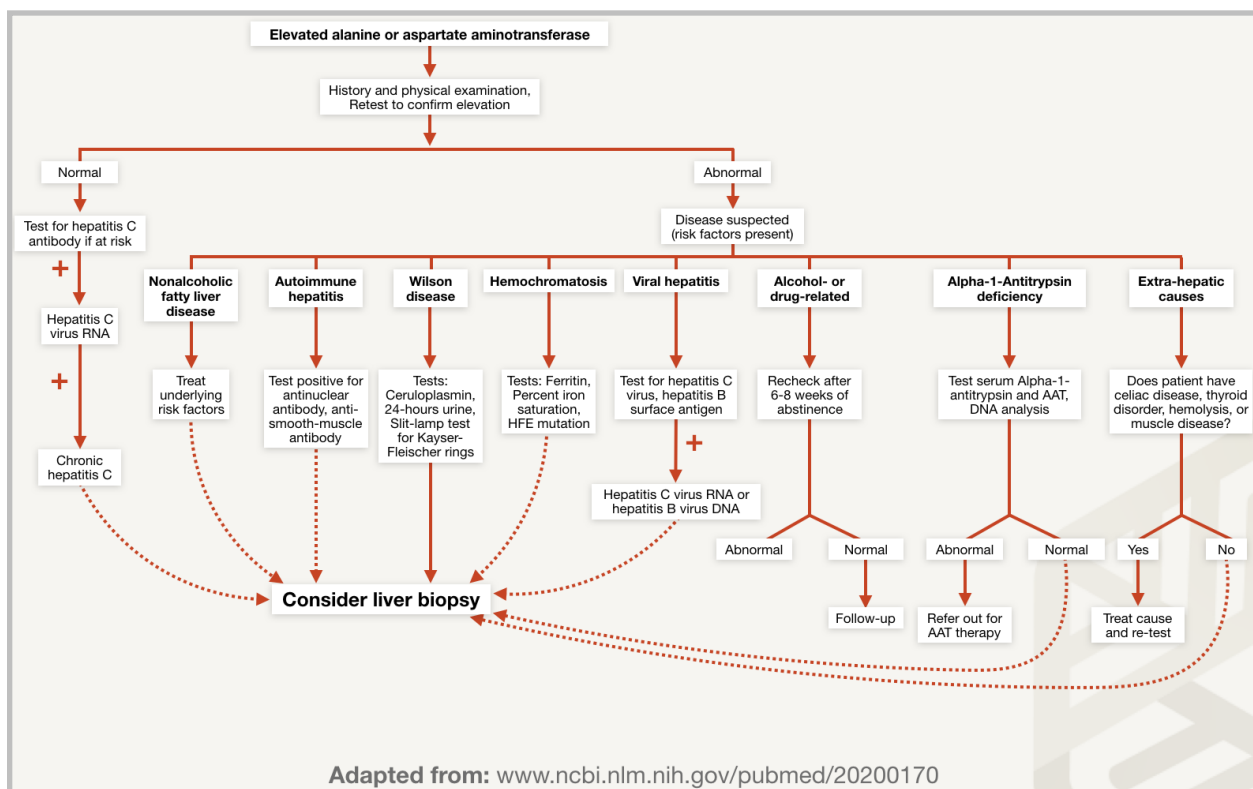 Elevated alanine or aspartate aminotransferase
History and physical examination,
Retest to confirm elevation
Normal
Abnormal
Test for hepatitis C
antibody if at risk
Disease suspected
(risk factors present)
+
Hepatitis C
virus RNA
+
Chronic
hepatitis C
Nonalcoholic
fatty liver
disease
Treat
underlying
risk factors
Autoimmune
hepatitis
Test positive for
antinuclear
antibody, anti-
smooth-muscle
antibody
Wilson
disease
Tests:
Ceruloplasmin,
24-hours urine,
Slit-lamp test
for Kayser-
Fleischer rings
Hemochromatosis
Tests: Ferritin,
Percent iron
saturation,
HFE mutation
Viral hepatitis
Test for hepatitis C
virus, hepatitis B
surface antigen
+
Hepatitis C virus RNA or
hepatitis B virus DNA
Alcohol- or
drug-related
Recheck after
6-8 weeks of
abstinence
Abnormal
Normal
Follow-up
Alpha-1-Antitrypsin
deficiency
Test serum Alpha-1-
antitrypsin and AAT,
DNA analysis
Abnormal
Normal
Refer out for
AAT therapy
Extra-hepatic
causes
Does patient have
celiac disease, thyroid
disorder, hemolysis, or
muscle disease?
Yes
No
Treat cause
and re-test
Consider liver biopsy
Adapted from: www.ncbi.nlm.nih.gov/pubmed/20200170